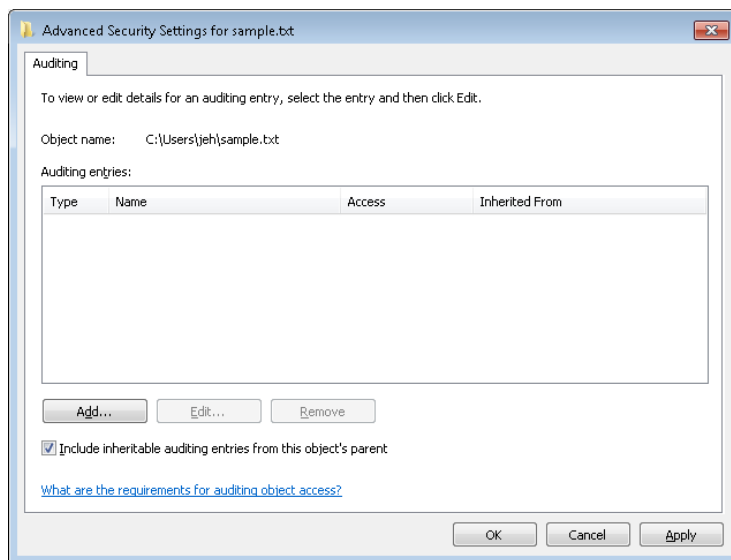 Advanced Security Settings for sample.txt
Auditing
To view or edit details for an auditing entry, select the entry and then click Edit.
Object name: C:\Users\jeh\sample.txt
Auditing entries:
Type Name Access Inherited From
Add... Edit... Remove
Include inheritable auditing entries from this object's parent
What are the requirements for auditing object access?
OK Cancel Apply